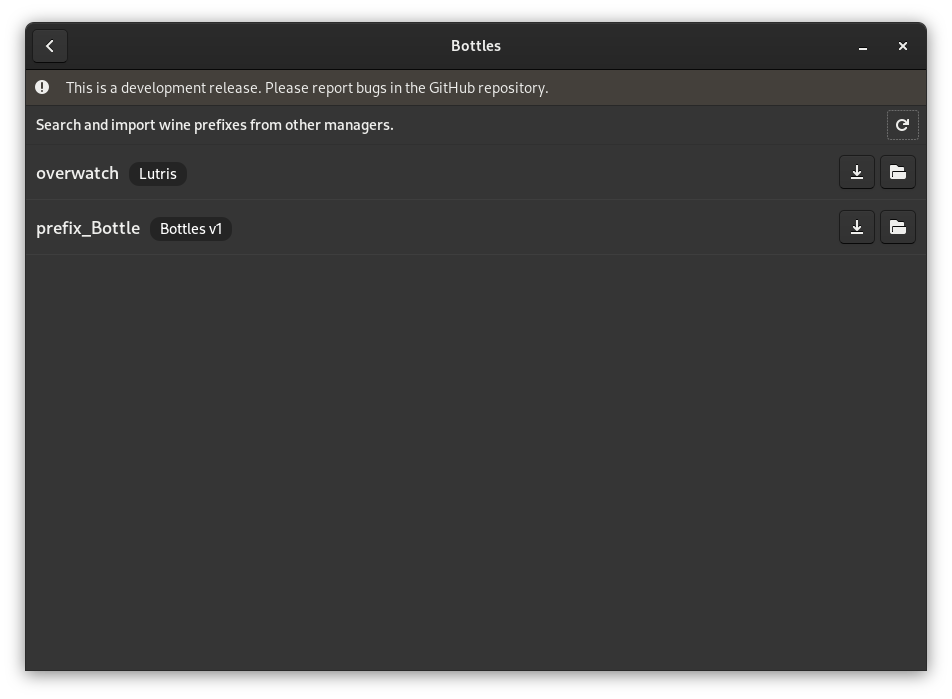 Bottles
This is a development release. Please report bugs in the GitHub repository.
Search and import wine prefixes from other managers.
overwatch Lutris
prefix_Bottle Bottles v1